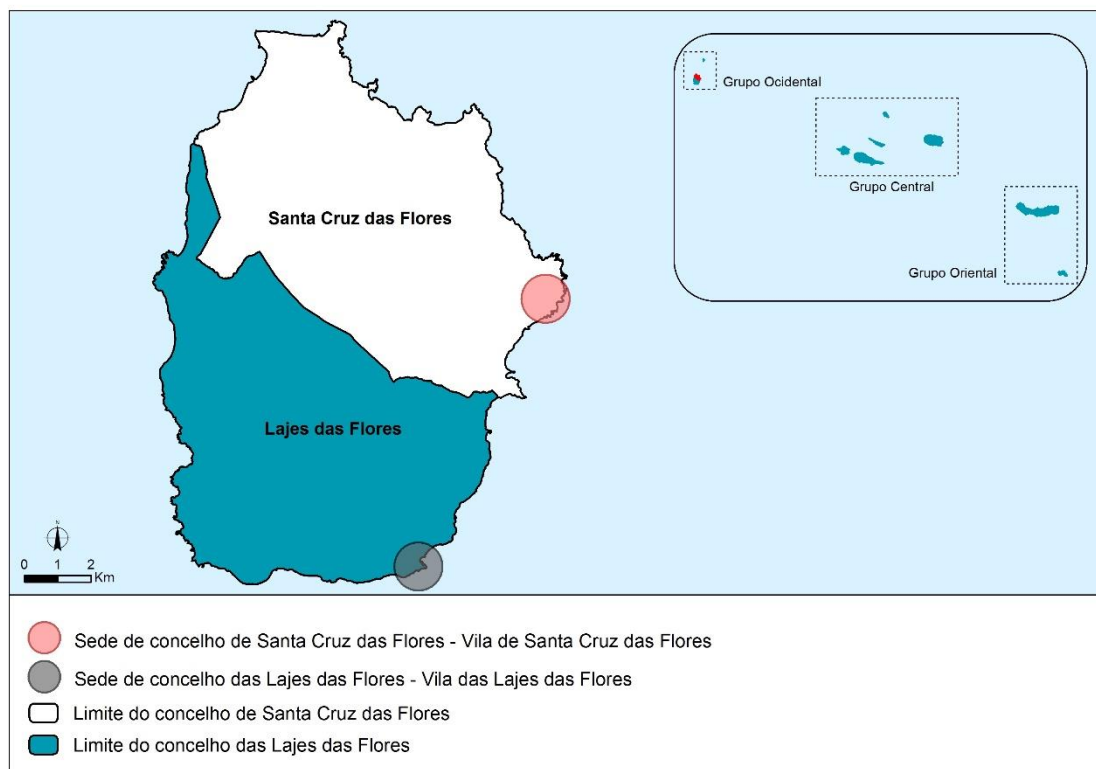 Grupo Ocidental
Grupo Central
Grupo Oriental
Santa Cruz das Flores
Lajes das Flores
N
0 1 2
Km
Sede de concelho de Santa Cruz das Flores - Vila de Santa Cruz das Flores
Sede de concelho das Lajes das Flores - Vila das Lajes das Flores
Limite do concelho de Santa Cruz das Flores
Limite do concelho das Lajes das Flores